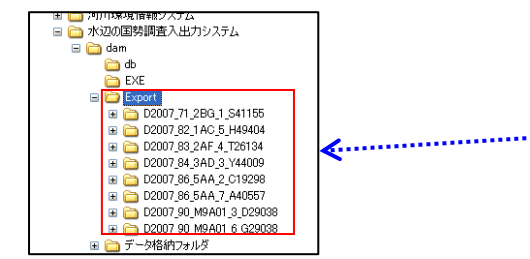 河川環境情報システム
水辺の国勢調査入出力システム
dam
db
EXE
Export
D2007_71_2BG_1_S41155
D2007_82_1AC_5_H49404
D2007_83_2AF_4_T26134
D2007_84_3AD_3_Y44009
D2007_86_5AA_2_C19298
D2007_86_5AA_7_A40557
D2007_90_M9A01_3_D29038
D2007_90_M9A01_6_G29038
データ格納フォルダ